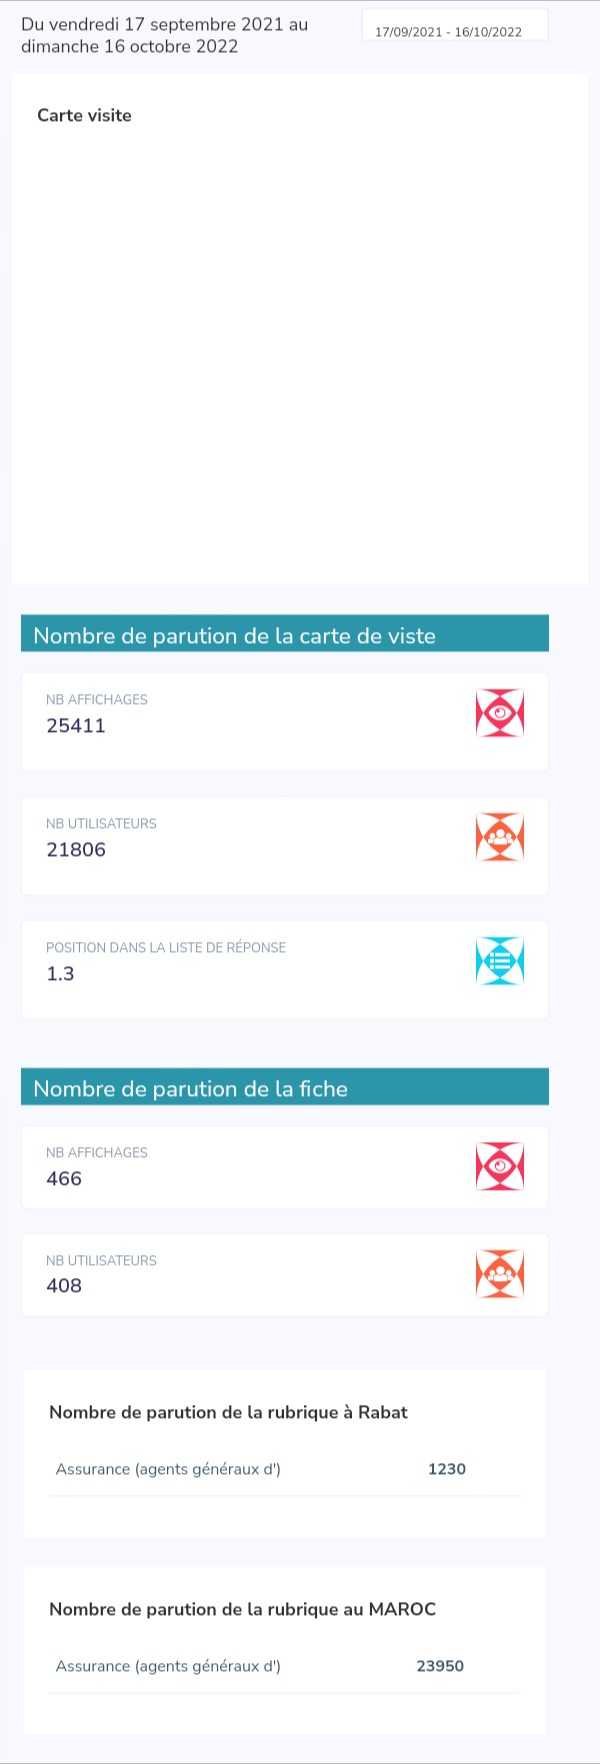 Du vendredi 17 septembre 2021 au
dimanche 16 octobre 2022
17/09/2021 - 16/10/2022
Carte visite
Nombre de parution de la carte de viste
NB AFFICHAGES
25411
NB UTILISATEURS
21806
POSITION DANS LA LISTE DE RÉPONSE
1.3
Nombre de parution de la fiche
NB AFFICHAGES
466
NB UTILISATEURS
408
Nombre de parution de la rubrique à Rabat
Assurance (agents généraux d') 1230
Nombre de parution de la rubrique au MAROC
Assurance (agents généraux d') 23950